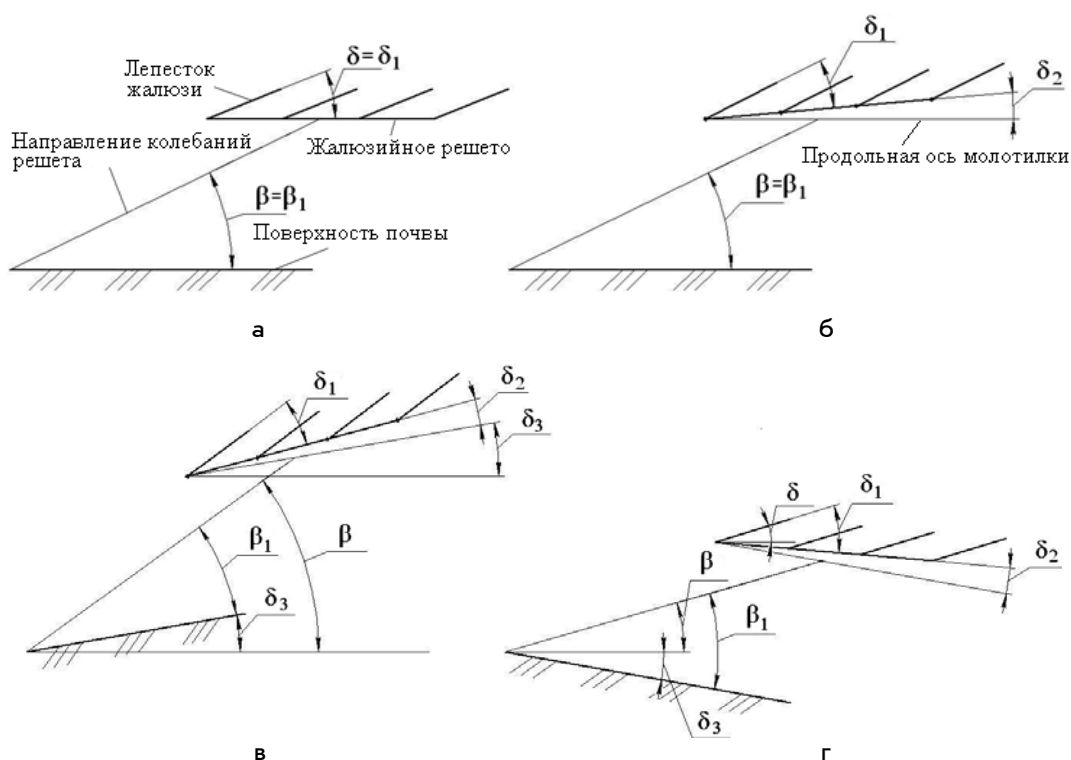 δ=δ₁
Лепесток
жалюзи
Направление колебаний
решета
Жалюзийное решето
β=β₁
Поверхность почвы
а
δ₁
δ₂
Продольная ось молотилки
β=β₁
б
δ₁
δ₂
δ₃
β₁
β
δ₃
в
δ
δ₁
δ₂
β
β₁
δ₃
г